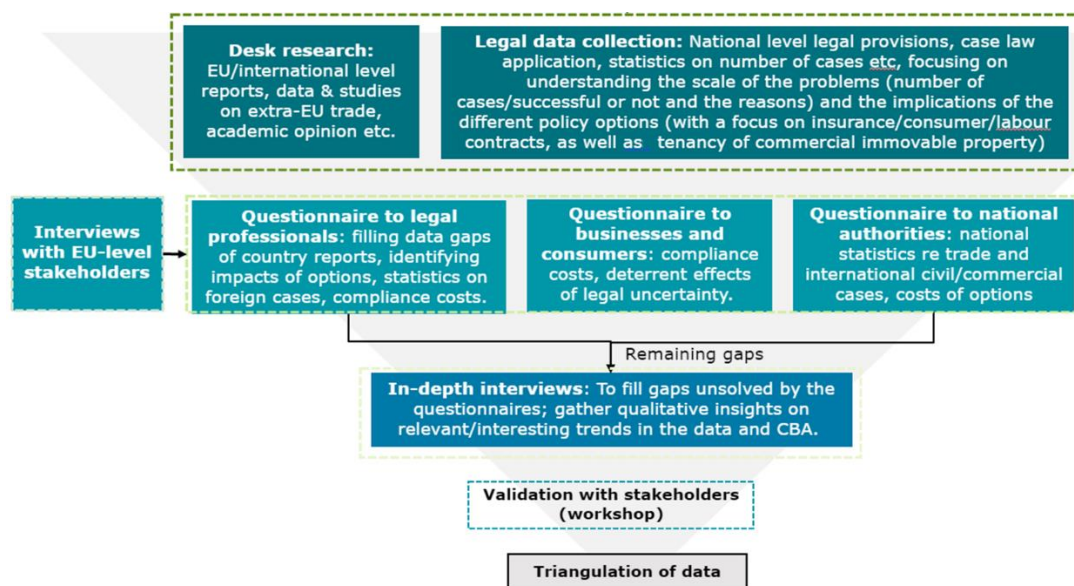 Desk research:
EU/international level
reports, data & studies
on extra-EU trade,
academic opinion etc.
Legal data collection: National level legal provisions, case law
application, statistics on number of cases etc, focusing on
understanding the scale of the problems (number of
cases/successful or not and the reasons) and the implications of the
different policy options (with a focus on insurance/consumer/labour
contracts, as well as tenancy of commercial immovable property)
Interviews
with EU-level
stakeholders
Questionnaire to legal
professionals: filling data gaps
of country reports, identifying
impacts of options, statistics on
foreign cases, compliance costs.
Questionnaire to
businesses and
consumers: compliance
costs, deterrent effects
of legal uncertainty.
Questionnaire to national
authorities: national
statistics re trade and
international civil/commercial
cases, costs of options
Remaining gaps
In-depth interviews: To fill gaps unsolved by the
questionnaires; gather qualitative insights on
relevant/interesting trends in the data and CBA.
Validation with stakeholders
(workshop)
Triangulation of data